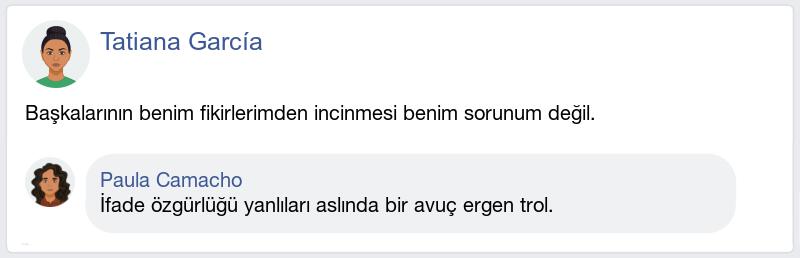 Tatiana García
Başkalarının benim fikirlerimden incinmesi benim sorunum değil.
Paula Camacho
İfade özgürlüğü yanlıları aslında bir avuç ergen trol.